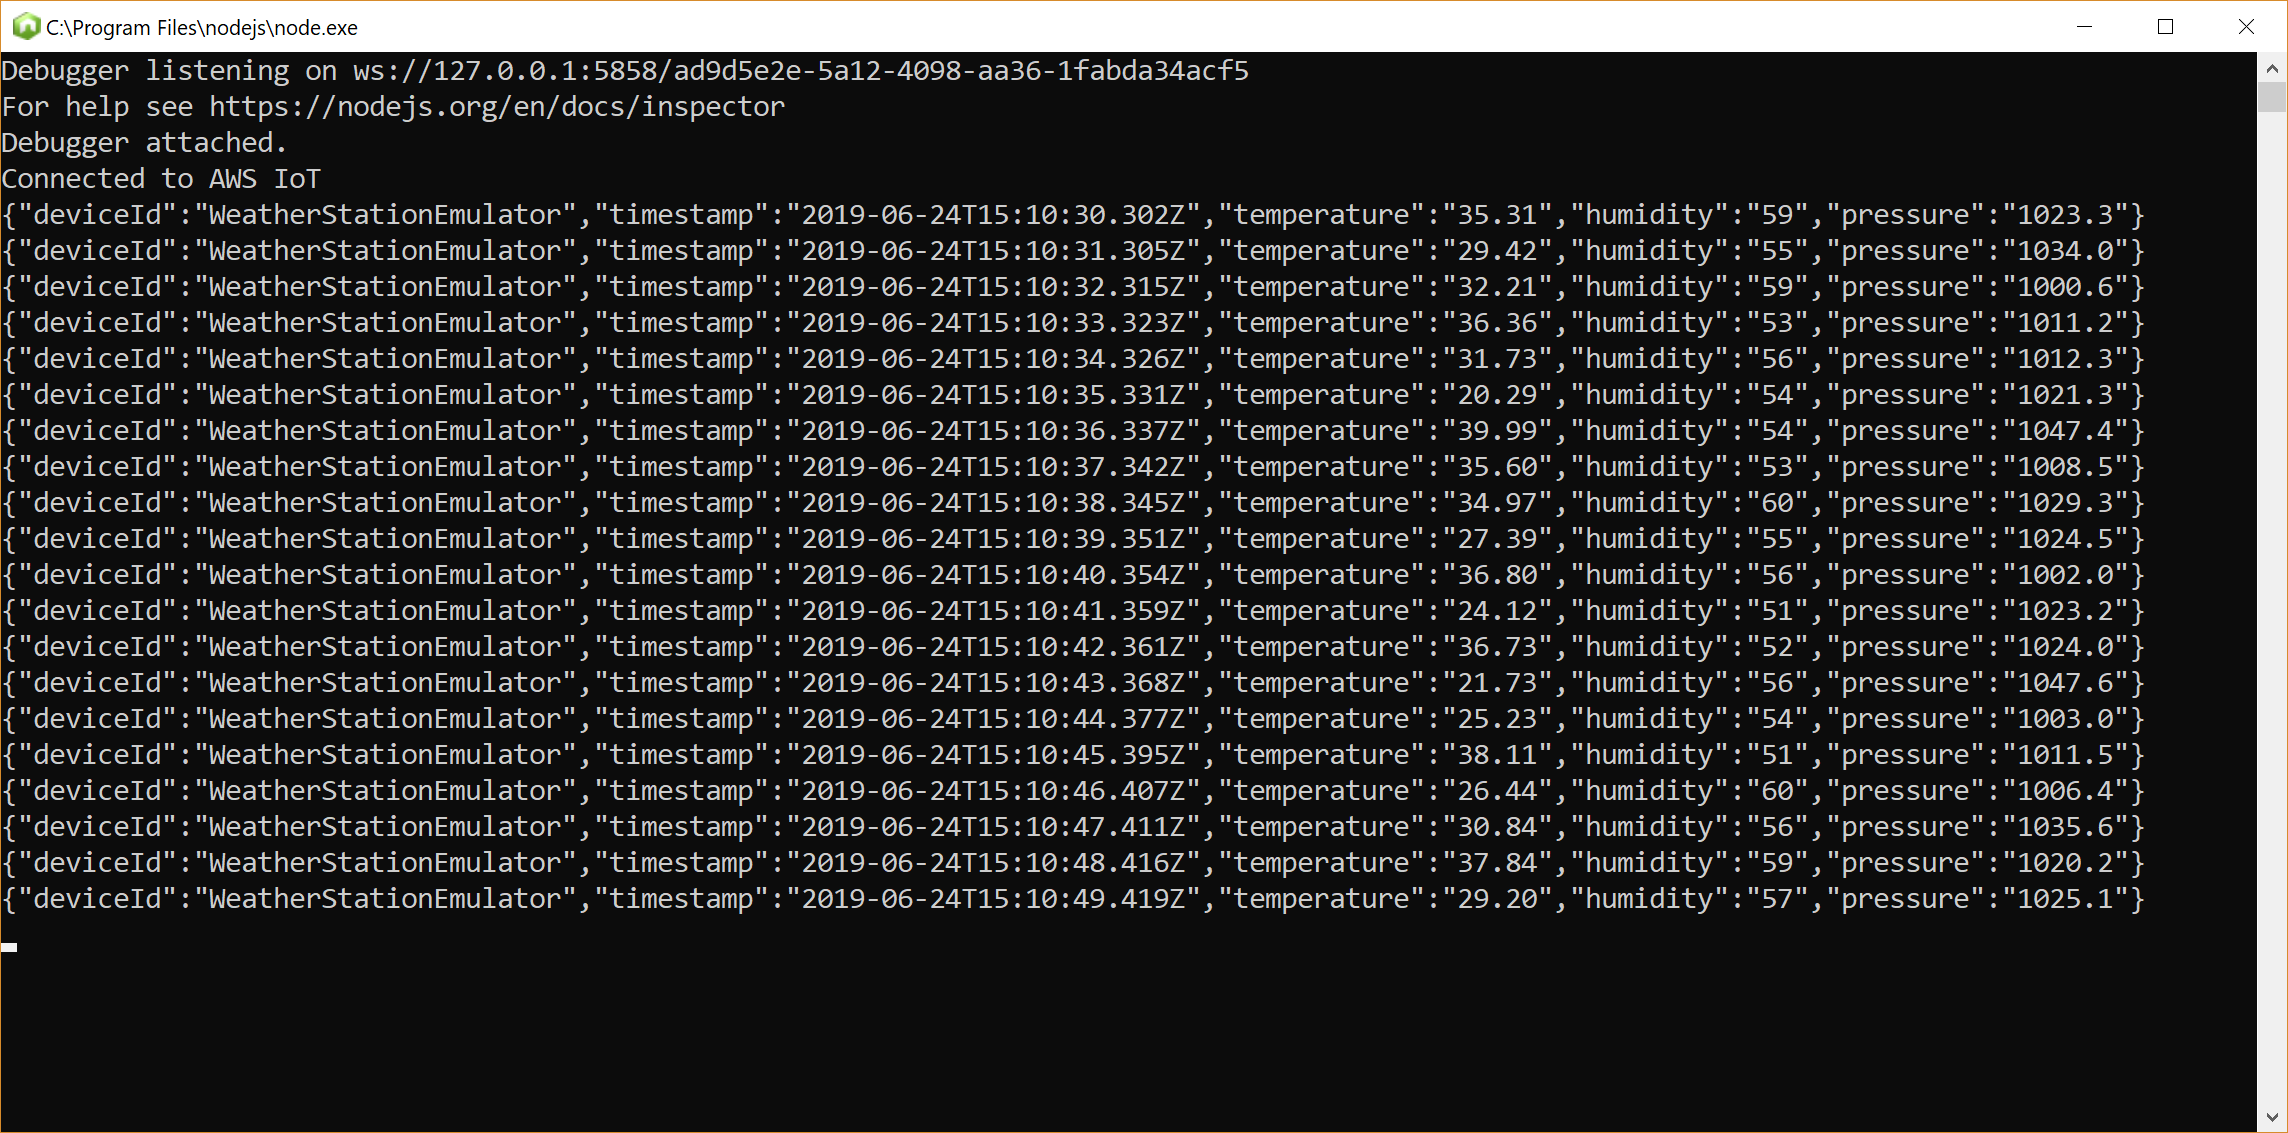 C:\Program Files\nodejs\node.exe
Debugger listening on ws://127.0.0.1:5858/ad9d5e2e-5a12-4098-aa36-1fabda34acf5
For help see https://nodejs.org/en/docs/inspector
Debugger attached.
Connected to AWS IoT
{"deviceId":"WeatherStationEmulator","timestamp":"2019-06-24T15:10:30.302Z","temperature":"35.31","humidity":"59","pressure":"1023.3"}
{"deviceId":"WeatherStationEmulator","timestamp":"2019-06-24T15:10:31.305Z","temperature":"29.42","humidity":"55","pressure":"1034.0"}
{"deviceId":"WeatherStationEmulator","timestamp":"2019-06-24T15:10:32.315Z","temperature":"32.21","humidity":"59","pressure":"1000.6"}
{"deviceId":"WeatherStationEmulator","timestamp":"2019-06-24T15:10:33.323Z","temperature":"36.36","humidity":"53","pressure":"1011.2"}
{"deviceId":"WeatherStationEmulator","timestamp":"2019-06-24T15:10:34.326Z","temperature":"31.73","humidity":"56","pressure":"1012.3"}
{"deviceId":"WeatherStationEmulator","timestamp":"2019-06-24T15:10:35.331Z","temperature":"20.29","humidity":"54","pressure":"1021.3"}
{"deviceId":"WeatherStationEmulator","timestamp":"2019-06-24T15:10:36.337Z","temperature":"39.99","humidity":"54","pressure":"1047.4"}
{"deviceId":"WeatherStationEmulator","timestamp":"2019-06-24T15:10:37.342Z","temperature":"35.60","humidity":"53","pressure":"1008.5"}
{"deviceId":"WeatherStationEmulator","timestamp":"2019-06-24T15:10:38.345Z","temperature":"34.97","humidity":"60","pressure":"1029.3"}
{"deviceId":"WeatherStationEmulator","timestamp":"2019-06-24T15:10:39.351Z","temperature":"27.39","humidity":"55","pressure":"1024.5"}
{"deviceId":"WeatherStationEmulator","timestamp":"2019-06-24T15:10:40.354Z","temperature":"36.80","humidity":"56","pressure":"1002.0"}
{"deviceId":"WeatherStationEmulator","timestamp":"2019-06-24T15:10:41.359Z","temperature":"24.12","humidity":"51","pressure":"1023.2"}
{"deviceId":"WeatherStationEmulator","timestamp":"2019-06-24T15:10:42.361Z","temperature":"36.73","humidity":"52","pressure":"1024.0"}
{"deviceId":"WeatherStationEmulator","timestamp":"2019-06-24T15:10:43.368Z","temperature":"21.73","humidity":"56","pressure":"1047.6"}
{"deviceId":"WeatherStationEmulator","timestamp":"2019-06-24T15:10:44.377Z","temperature":"25.23","humidity":"54","pressure":"1003.0"}
{"deviceId":"WeatherStationEmulator","timestamp":"2019-06-24T15:10:45.395Z","temperature":"38.11","humidity":"51","pressure":"1011.5"}
{"deviceId":"WeatherStationEmulator","timestamp":"2019-06-24T15:10:46.407Z","temperature":"26.44","humidity":"60","pressure":"1006.4"}
{"deviceId":"WeatherStationEmulator","timestamp":"2019-06-24T15:10:47.411Z","temperature":"30.84","humidity":"56","pressure":"1035.6"}
{"deviceId":"WeatherStationEmulator","timestamp":"2019-06-24T15:10:48.416Z","temperature":"37.84","humidity":"59","pressure":"1020.2"}
{"deviceId":"WeatherStationEmulator","timestamp":"2019-06-24T15:10:49.419Z","temperature":"29.20","humidity":"57","pressure":"1025.1"}